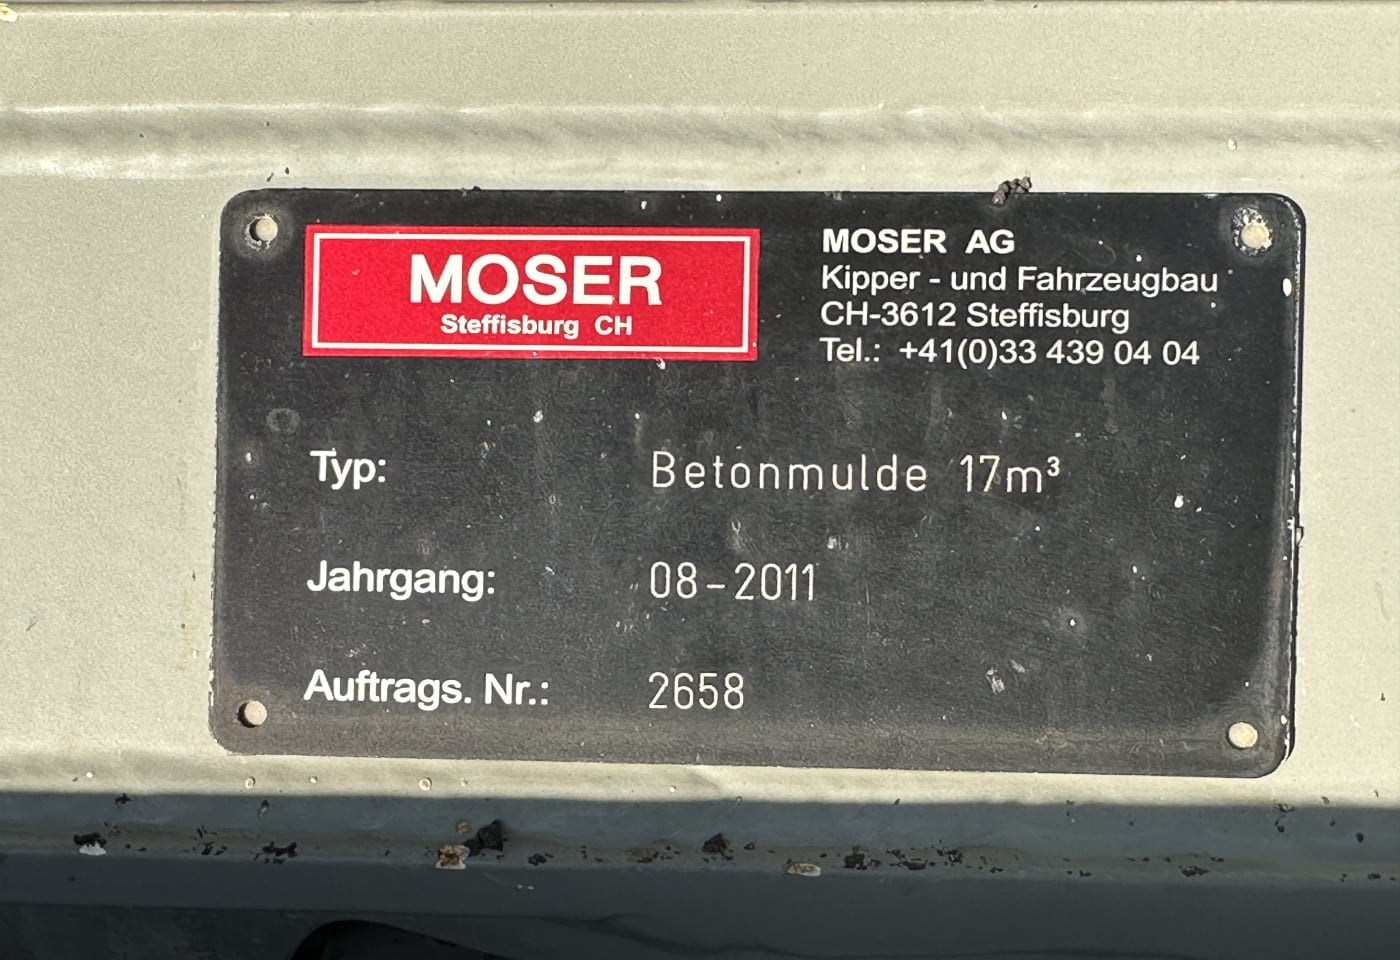 MOSER
Steffisburg CH
MOSER AG
Kipper - und Fahrzeugbau
CH-3612 Steffisburg
Tel.: +41(0)33 439 04 04
Typ: Betonmulde 17m³
Jahrgang: 08-2011
Auftrags. Nr.: 2658